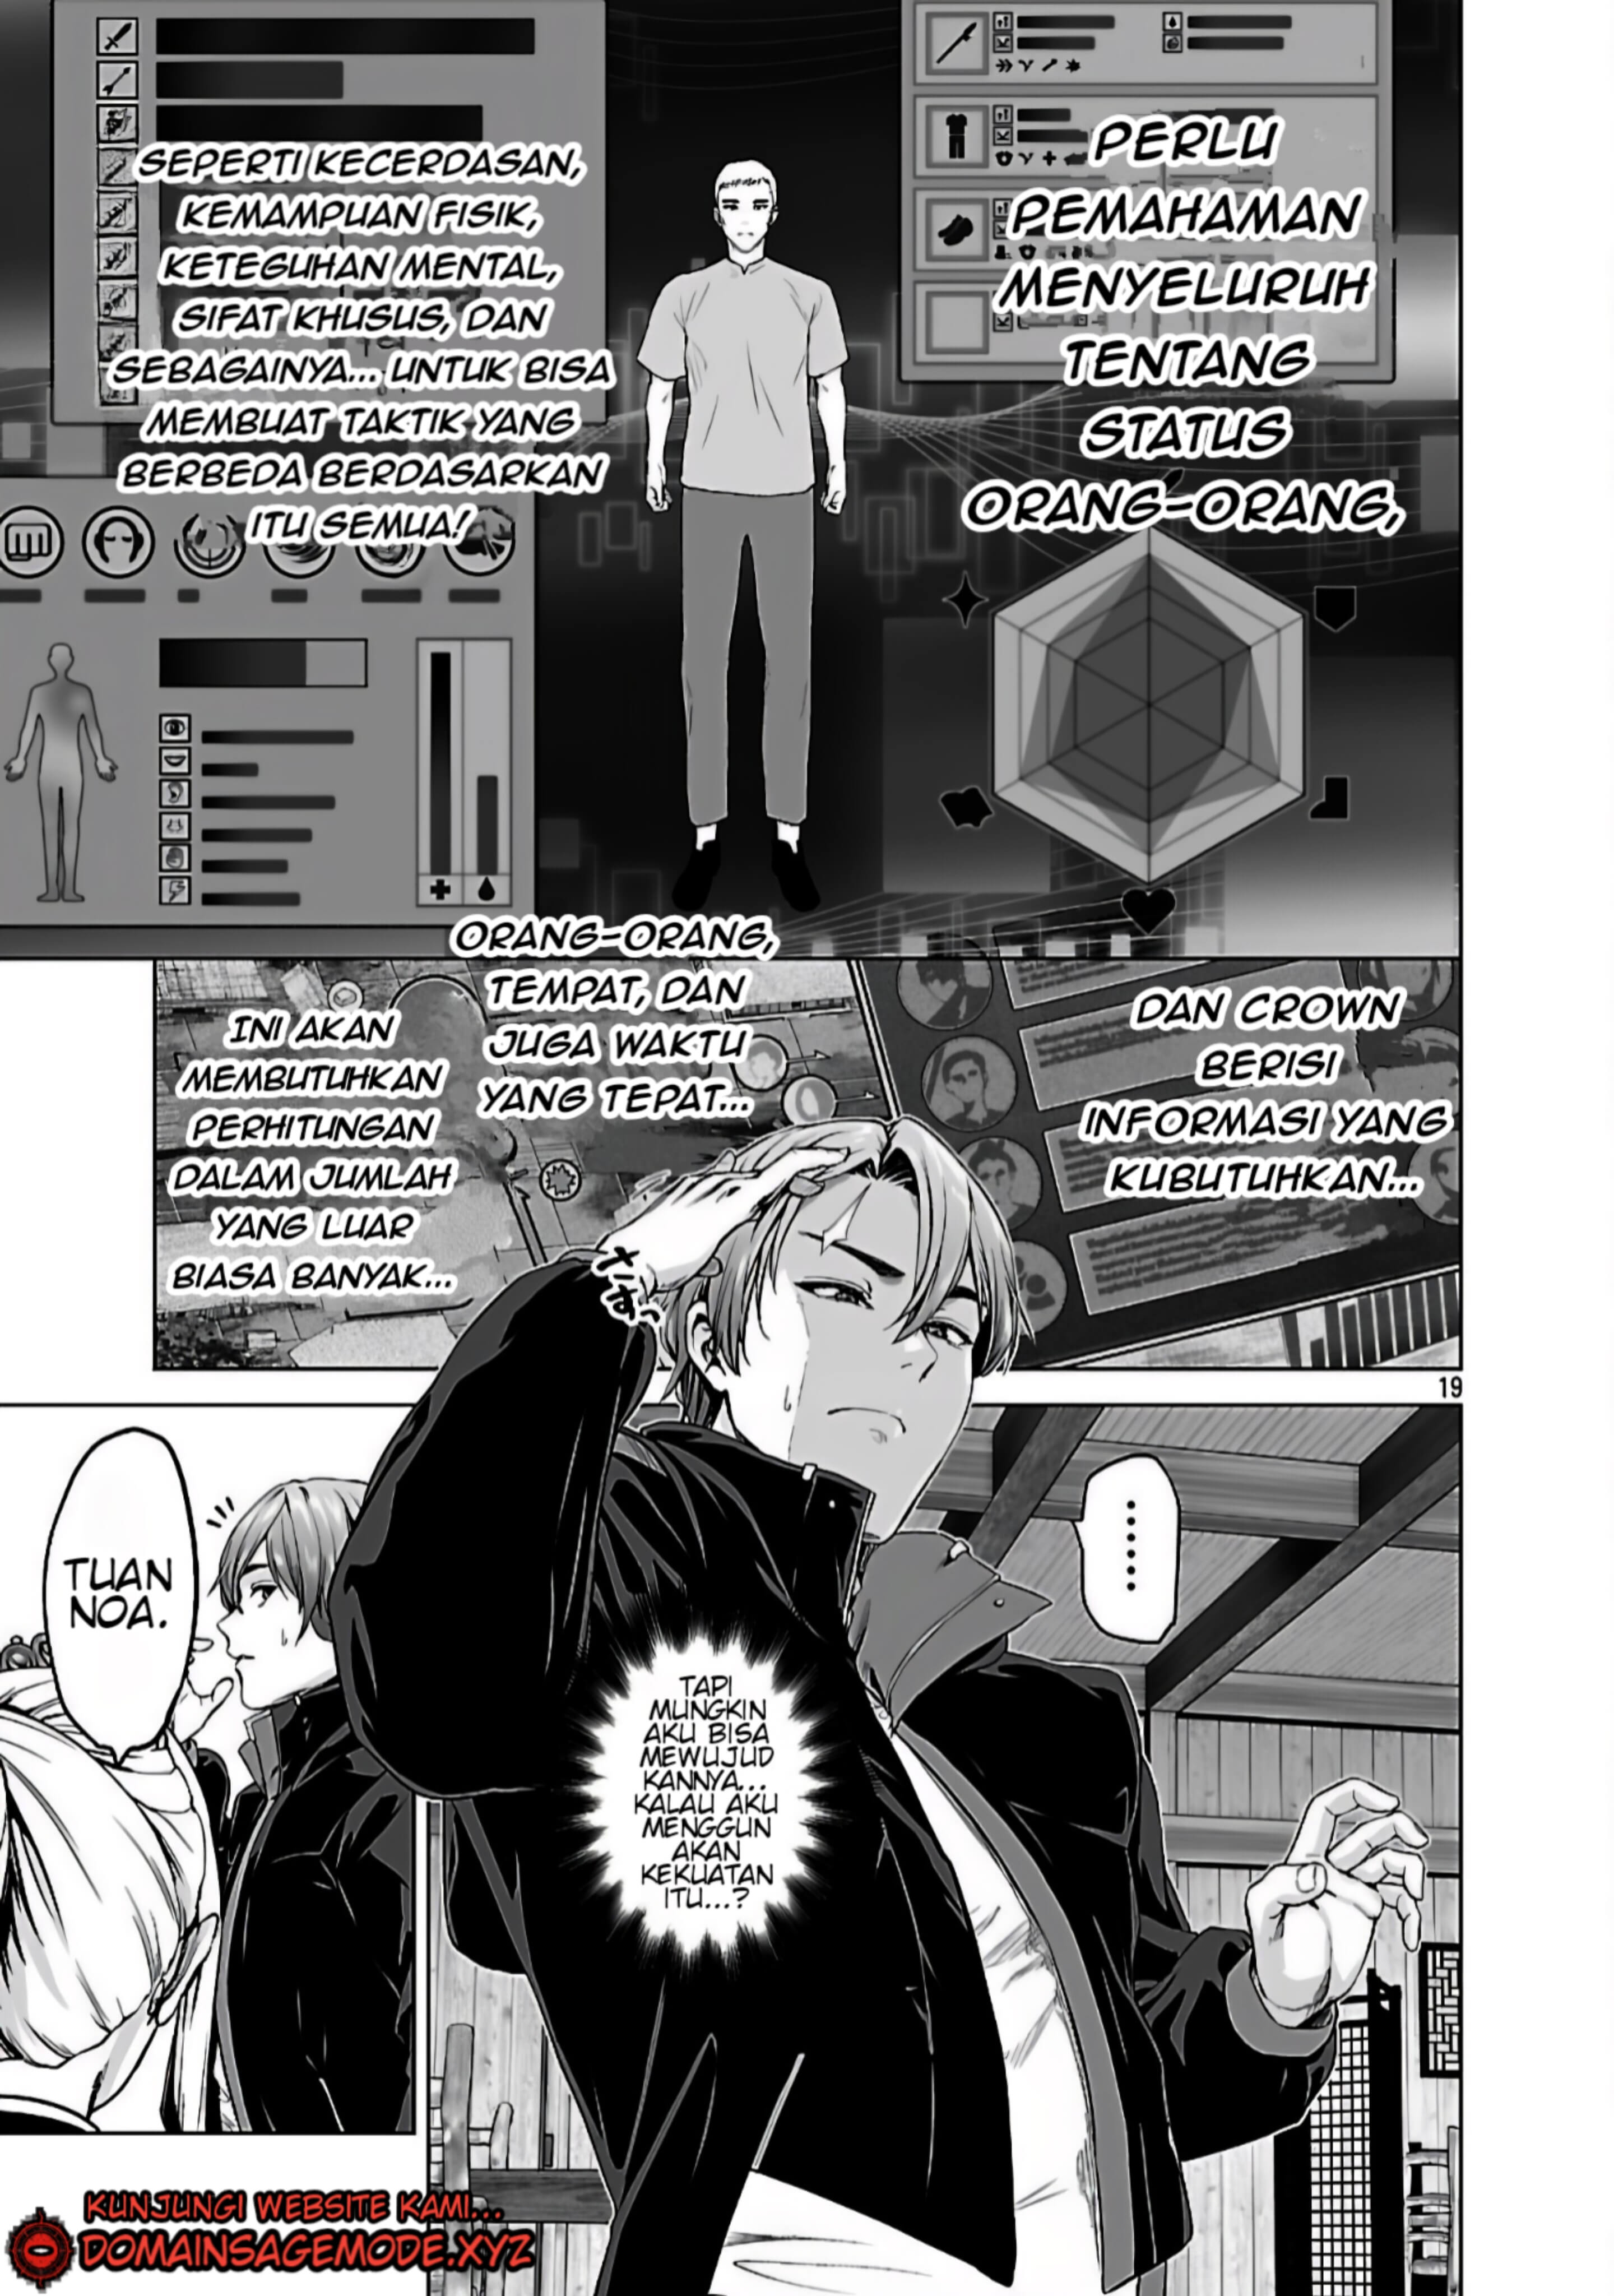 PERLU
PEMAHAMAN
MENYELURUH
TENTANG
STATUS
ORANG-ORANG,
SEPERTI KECERDASAN,
KEMAMPUAN FISIK,
KETEGUHAN MENTAL,
SIFAT KHUSUS, DAN
SEBAGAINYA... UNTUK BISA
MEMBUAT TAKTIK YANG
BERBEDA BERDASARKAN
ITU SEMUA!
DAN CROWN
BERISI
INFORMASI YANG
KUBUTUHKAN...
ORANG-ORANG,
TEMPAT, DAN
JUGA WAKTU
YANG TEPAT...
INI AKAN
MEMBUTUHKAN
PERHITUNGAN
DALAM JUMLAH
YANG LUAR
BIASA BANYAK...
さすっ
19
......
TAPI
MUNGKIN
AKU BISA
MEWUJUD
KANNYA...
KALAU AKU
MENGGUN
AKAN
KEKUATAN
ITU...?
TUAN
NOA.
KUNJUNGI WEBSITE KAMI...
DOMAINSAGEMODE.XYZ